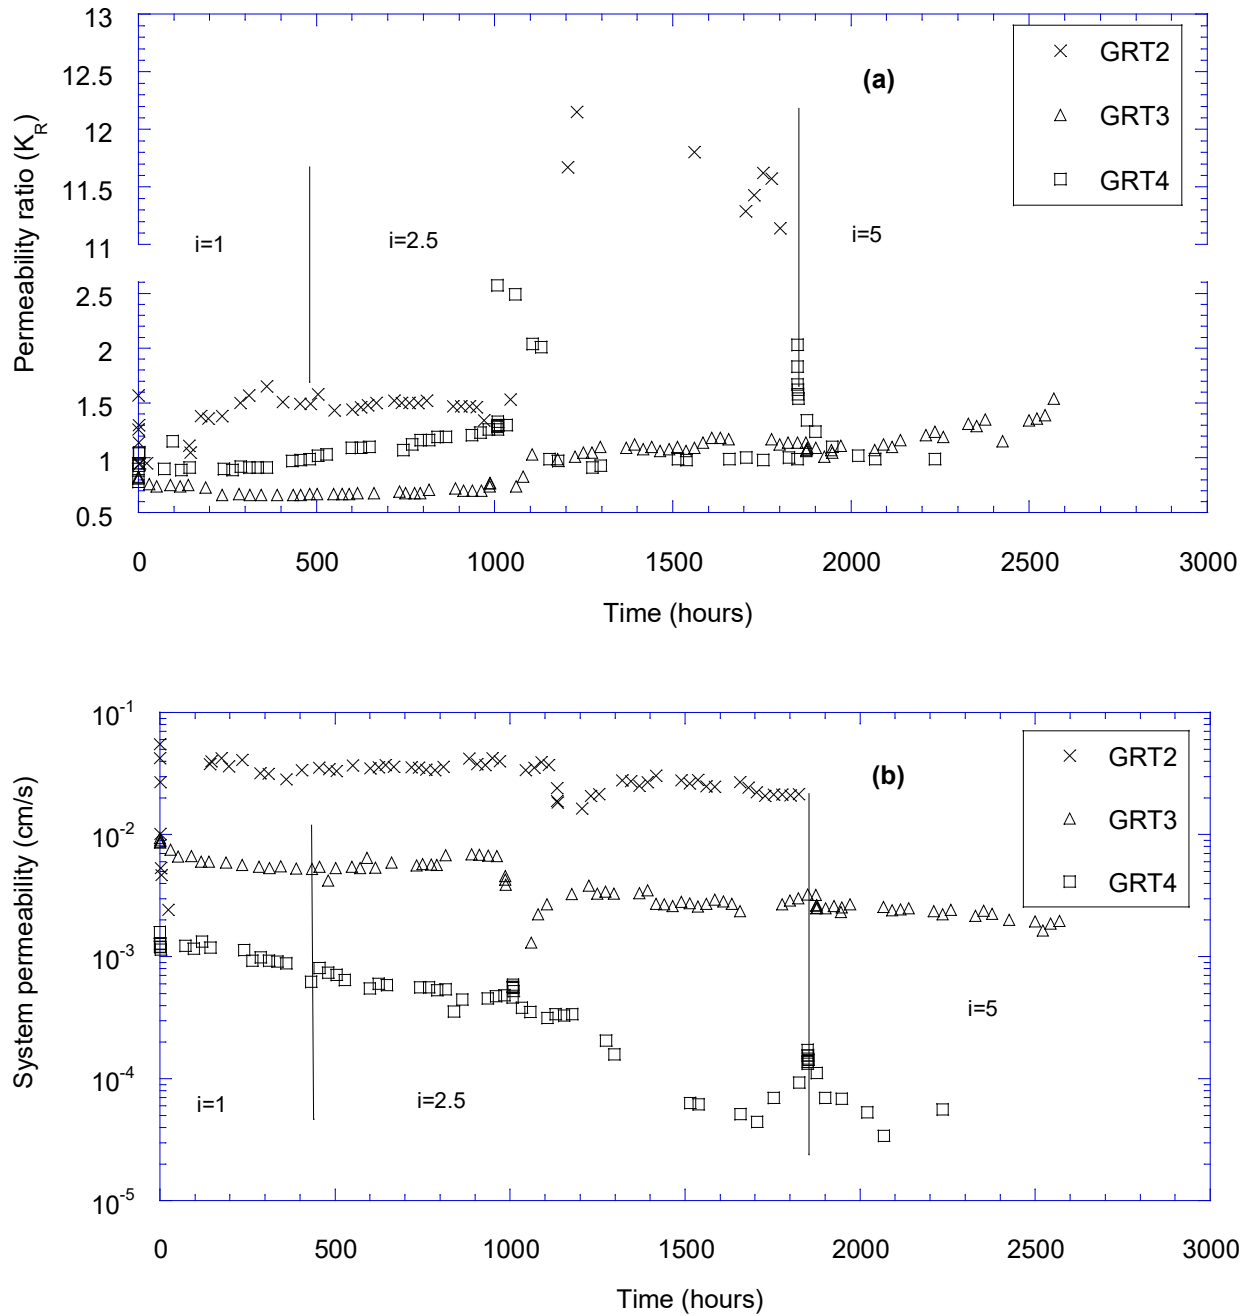 13
12.5
12
11.5
11
2.5
2
1.5
1
0.5
Permeability ratio (K_R)
(a)
GRT2
GRT3
GRT4
i=1
i=2.5
i=5
0 500 1000 1500 2000 2500 3000
Time (hours)
10^-1
10^-2
10^-3
10^-4
10^-5
System permeability (cm/s)
(b)
GRT2
GRT3
GRT4
i=5
i=1
i=2.5
0 500 1000 1500 2000 2500 3000
Time (hours)